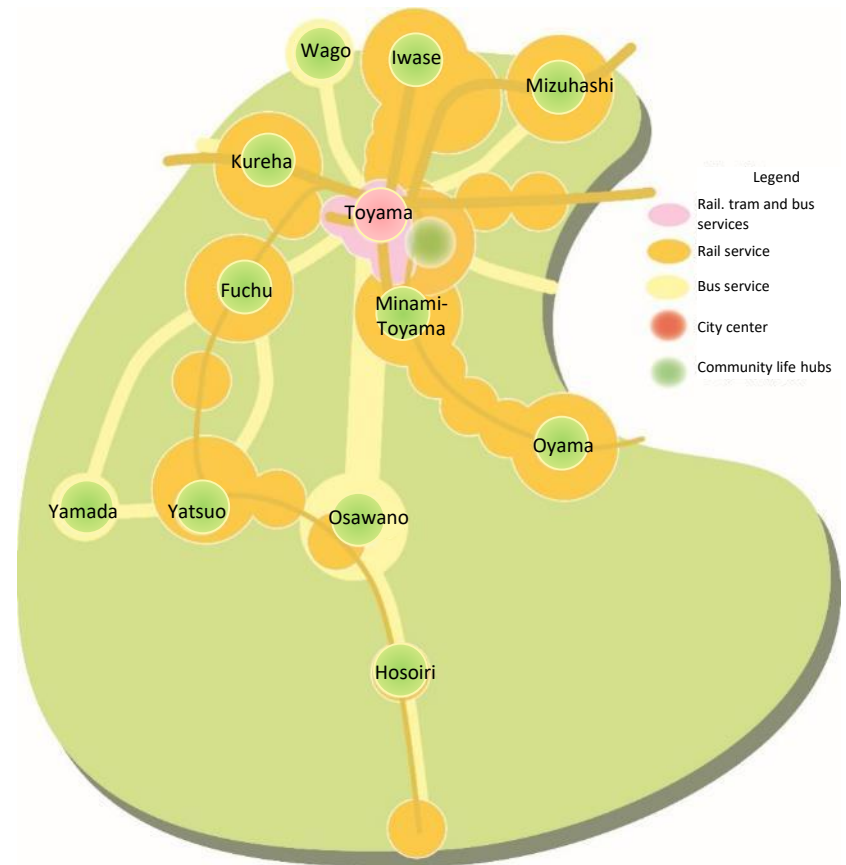 Wago
Iwase
Mizuhashi
Kureha
Toyama
Fuchu
Minami-
Toyama
Oyama
Yamada
Yatsuo
Osawano
Hosoiri
Legend
Rail. tram and bus
services
Rail service
Bus service
City center
Community life hubs